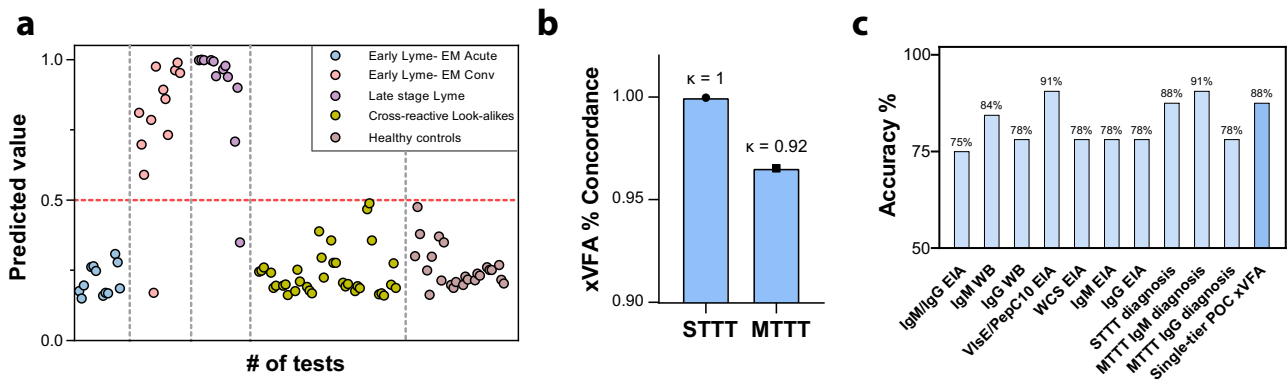 a
Predicted value
1.0
0.5
0.0
Early Lyme- EM Acute
Early Lyme- EM Conv
Late stage Lyme
Cross-reactive Look-alikes
Healthy controls
# of tests
b
xVFA % Concordance
1.00
0.95
0.90
κ = 1
κ = 0.92
STTT
MTTT
c
Accuracy %
100
75
50
75%
84%
78%
91%
78%
78%
78%
88%
91%
78%
88%
IgM/IgG EIA
IgM WB
IgG WB
VlsE/PepC10 EIA
WCS EIA
IgM EIA
IgG EIA
STTT diagnosis
MTTT IgM diagnosis
MTTT IgG diagnosis
Single-tier POC xVFA